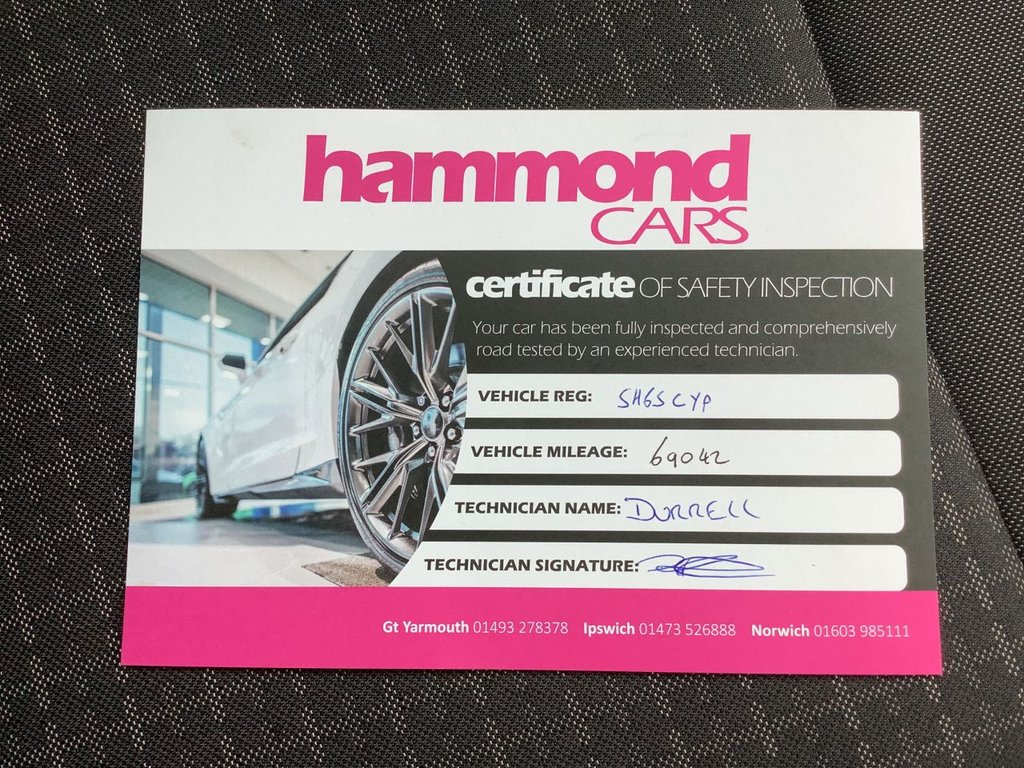 hammond
CARS
certificate OF SAFETY INSPECTION
Your car has been fully inspected and comprehensively
road tested by an experienced technician.
VEHICLE REG: SH65CYP
VEHICLE MILEAGE: 69042
TECHNICIAN NAME: DURRELL
TECHNICIAN SIGNATURE:
Gt Yarmouth 01493 278378 Ipswich 01473 526888 Norwich 01603 985111